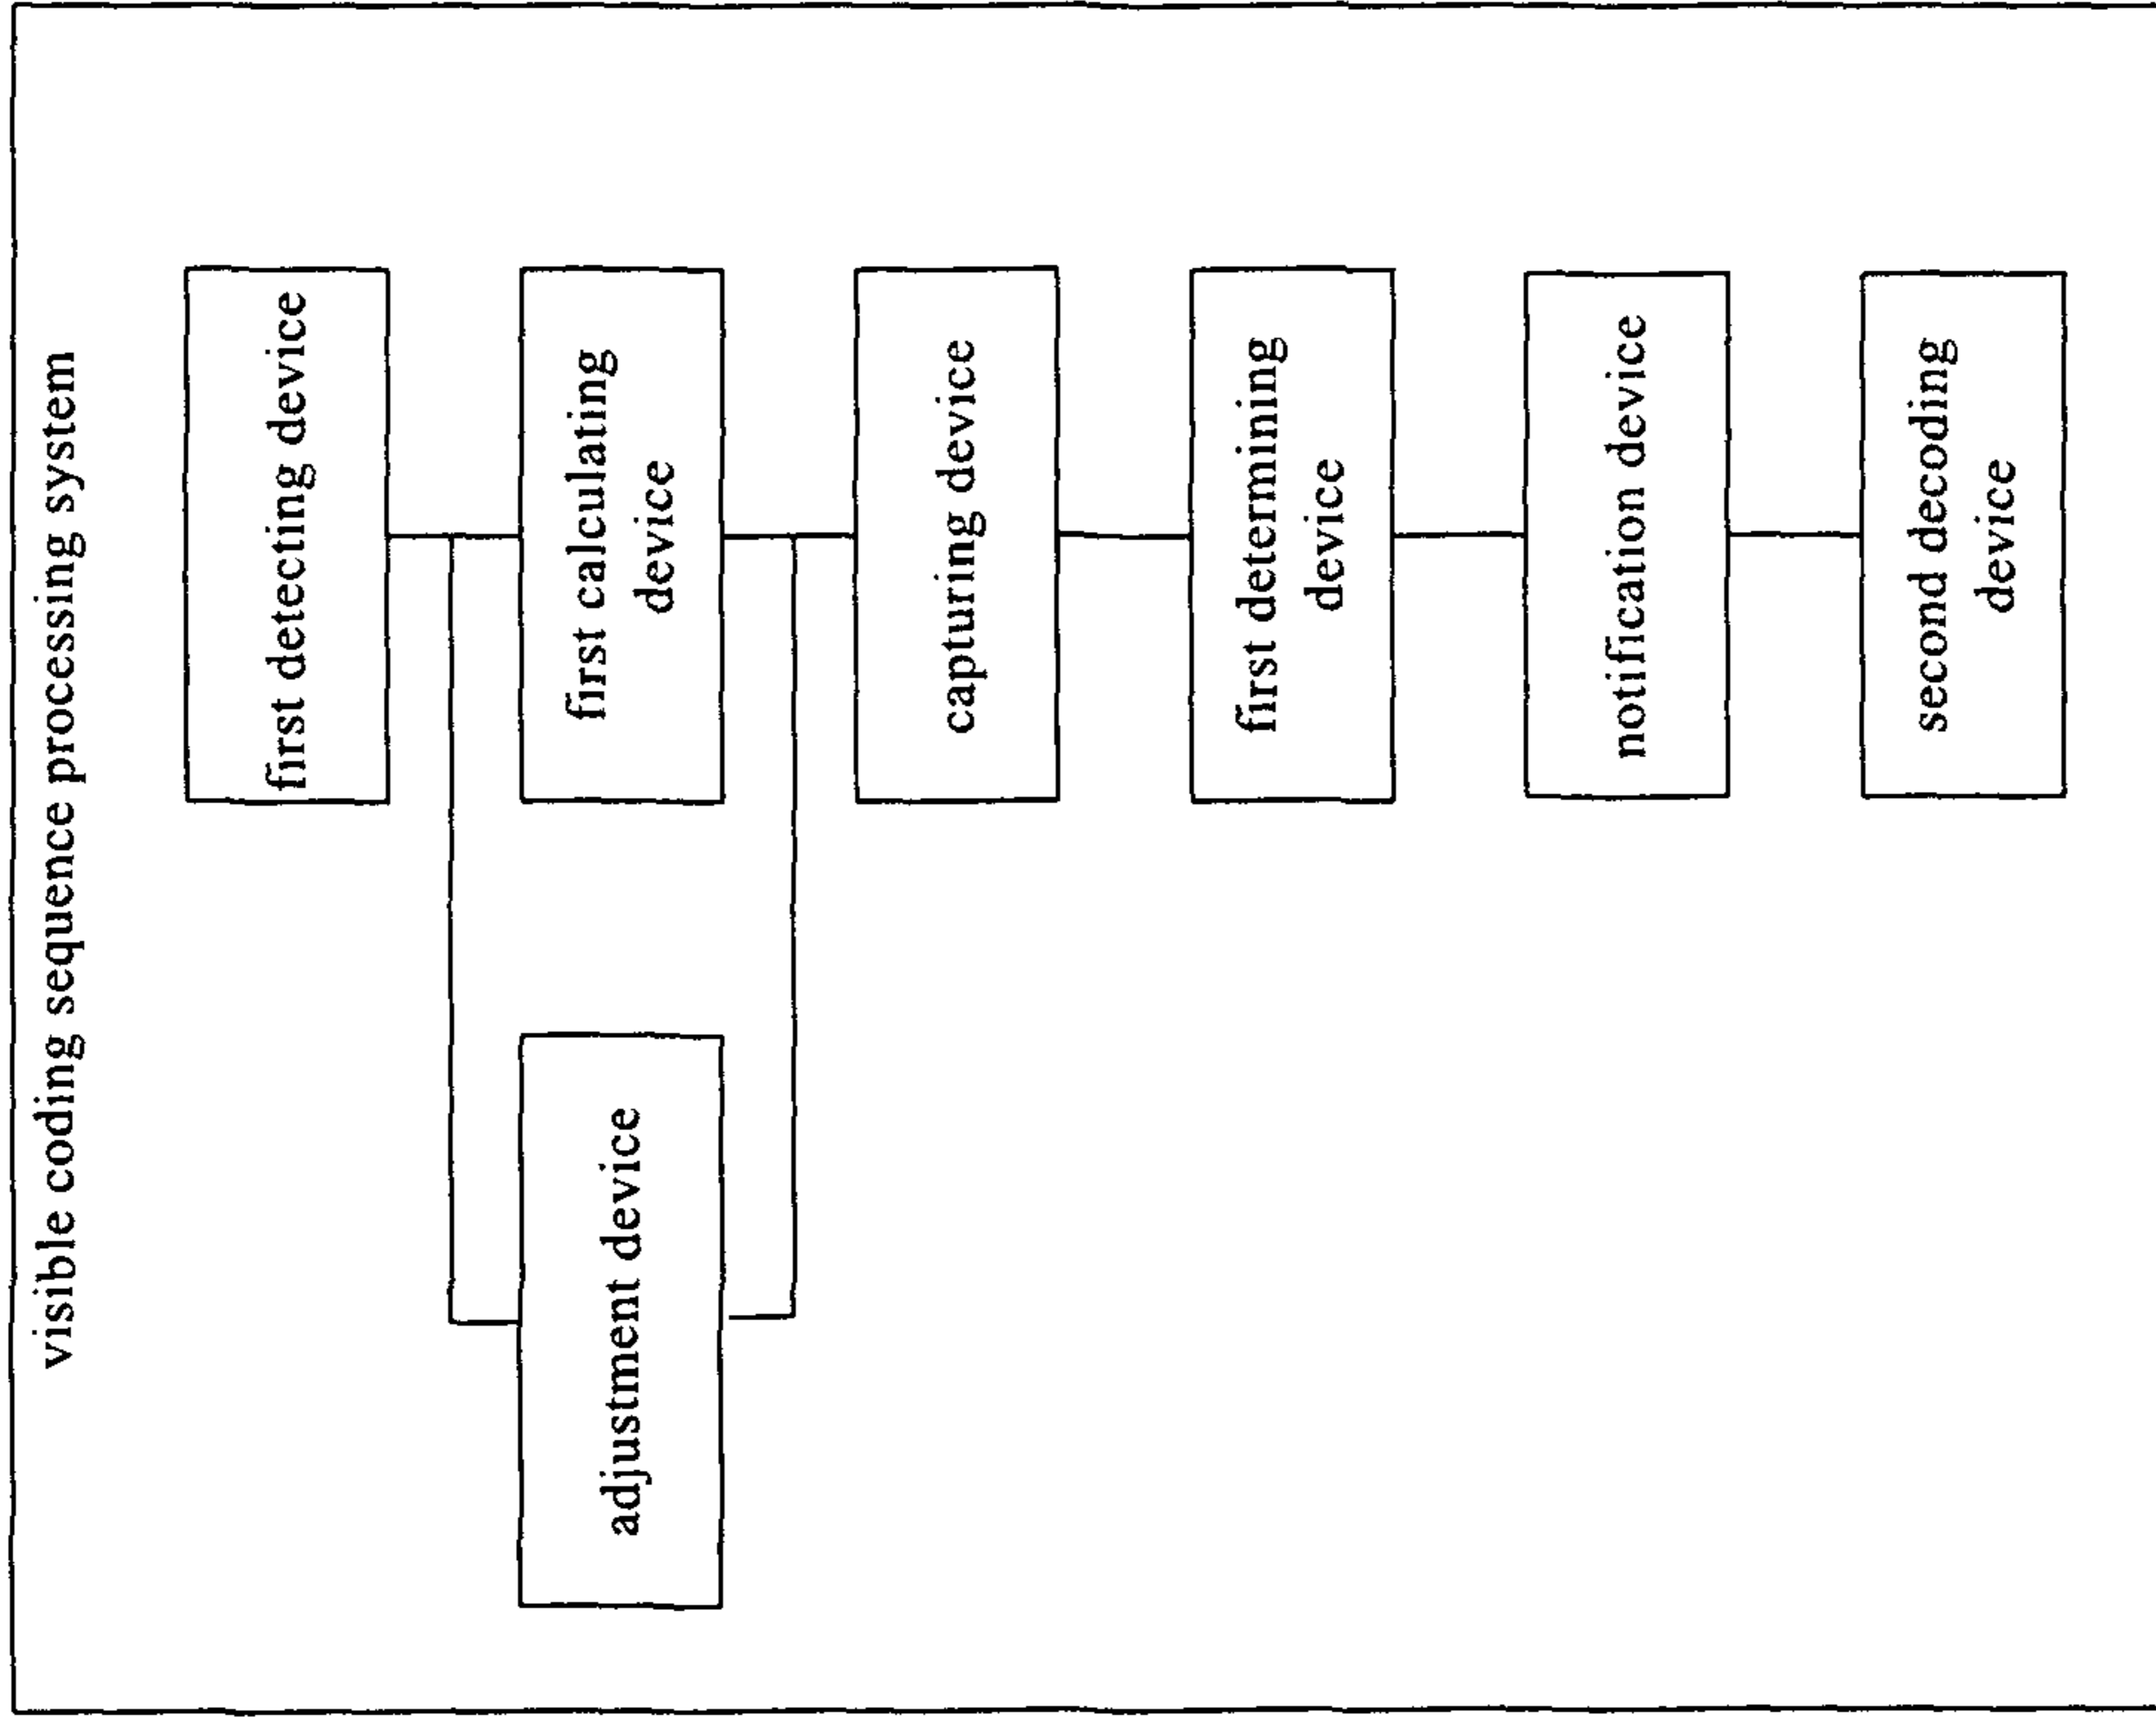 visible coding sequence processing system
first detecting device
first calculating
device
adjustment device
capturing device
first determining
device
notification device
second decoding
device